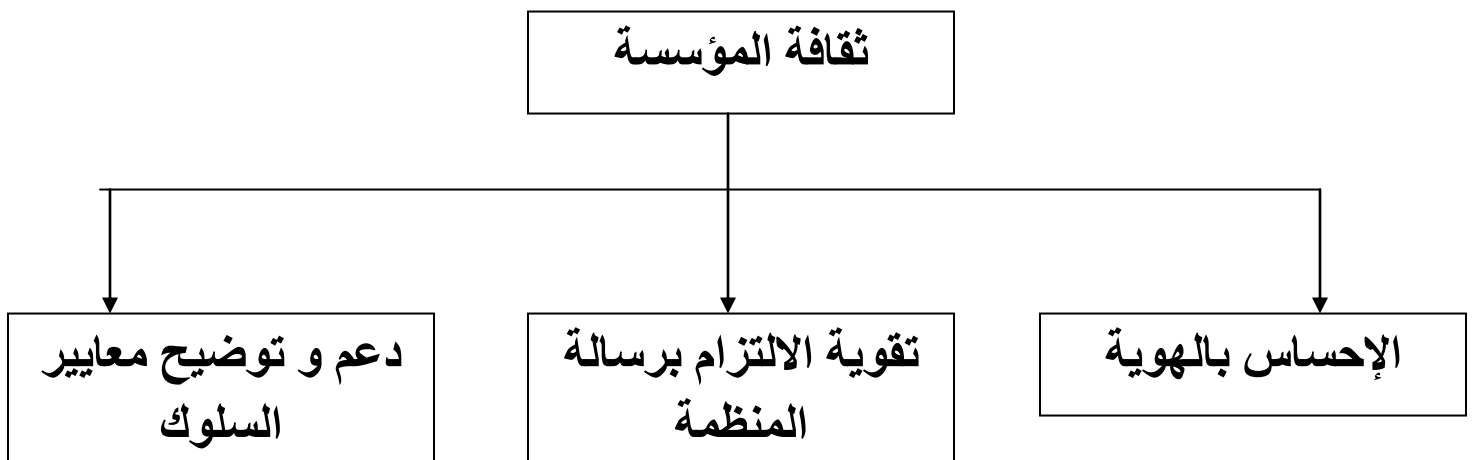 ثقافة المؤسسة
الإحساس بالهوية
تقوية الالتزام برسالة
المنظمة
دعم و توضيح معايير
السلوك